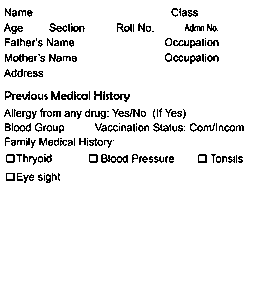 Name Class
Age Section Roll No. Admn No.
Father's Name Occupation
Mother's Name Occupation
Address
Previous Medical History
Allergy from any drug: Yes/No (If Yes)
Blood Group Vaccination Status: Com/Incom
Family Medical History:
☐ Thryoid ☐ Blood Pressure ☐ Tonsils
☐ Eye sight